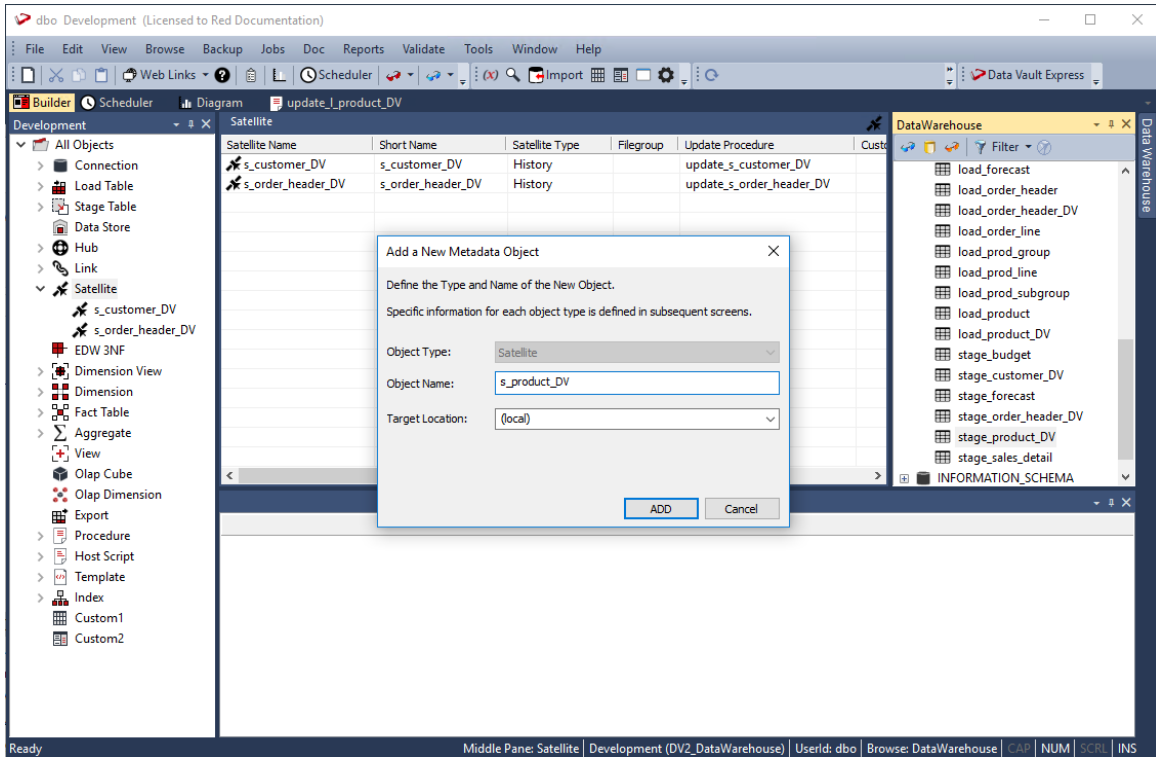 dbo Development (Licensed to Red Documentation)
File Edit View Browse Backup Jobs Doc Reports Validate Tools Window Help
Web Links Scheduler (x) Import Data Vault Express
Builder Scheduler Diagram update_l_product_DV
Development
All Objects
Connection
Load Table
Stage Table
Data Store
Hub
Link
Satellite
s_customer_DV
s_order_header_DV
EDW 3NF
Dimension View
Dimension
Fact Table
Aggregate
View
Olap Cube
Olap Dimension
Export
Procedure
Host Script
Template
Index
Custom1
Custom2
Satellite
Satellite Name Short Name Satellite Type Filegroup Update Procedure Custo
s_customer_DV s_customer_DV History update_s_customer_DV
s_order_header_DV s_order_header_DV History update_s_order_header_DV
Add a New Metadata Object
Define the Type and Name of the New Object.
Specific information for each object type is defined in subsequent screens.
Object Type: Satellite
Object Name: s_product_DV
Target Location: (local)
ADD Cancel
DataWarehouse
Filter
load_forecast
load_order_header
load_order_header_DV
load_order_line
load_prod_group
load_prod_line
load_prod_subgroup
load_product
load_product_DV
stage_budget
stage_customer_DV
stage_forecast
stage_order_header_DV
stage_product_DV
stage_sales_detail
INFORMATION_SCHEMA
Data Warehouse
Ready Middle Pane: Satellite Development (DV2_DataWarehouse) UserId: dbo Browse: DataWarehouse CAP NUM SCRL INS